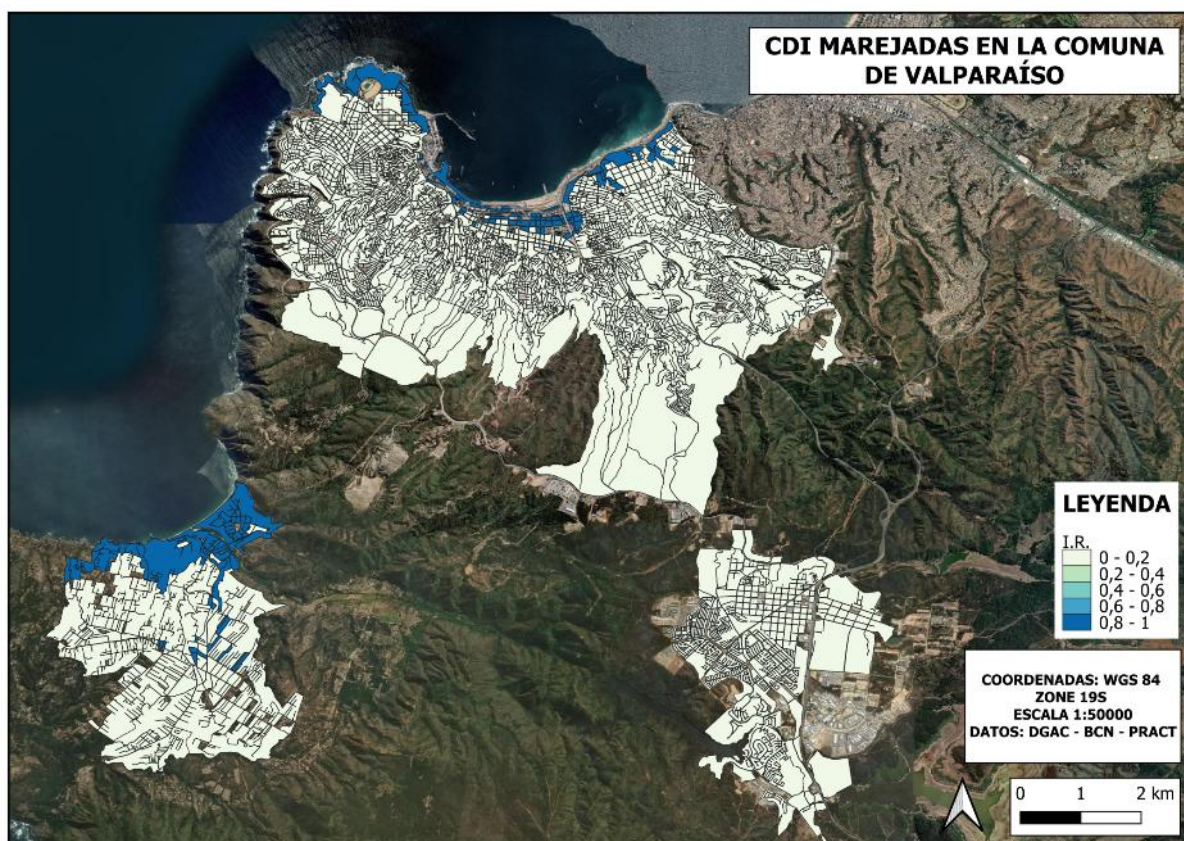 CDI MAREJADAS EN LA COMUNA
DE VALPARAÍSO
LEYENDA
I.R.
0 - 0,2
0,2 - 0,4
0,4 - 0,6
0,6 - 0,8
0,8 - 1
COORDENADAS: WGS 84
ZONE 19S
ESCALA 1:50000
DATOS: DGAC - BCN - PRACT
0 1 2 km